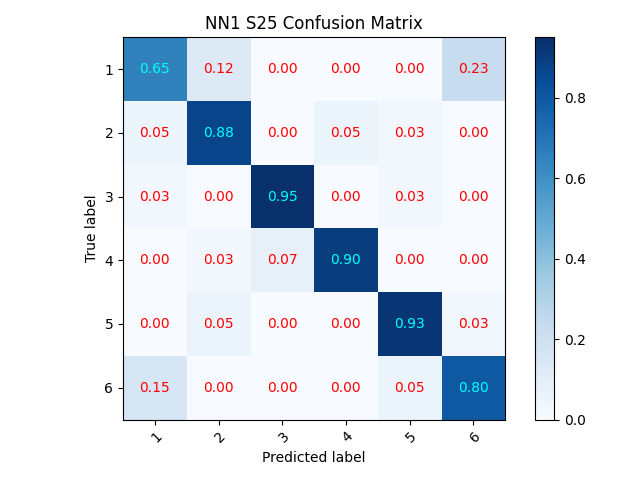 NN1 S25 Confusion Matrix
1 0.65 0.12 0.00 0.00 0.00 0.23
2 0.05 0.88 0.00 0.05 0.03 0.00
3 0.03 0.00 0.95 0.00 0.03 0.00
4 0.00 0.03 0.07 0.90 0.00 0.00
5 0.00 0.05 0.00 0.00 0.93 0.03
6 0.15 0.00 0.00 0.00 0.05 0.80
True label
1 2 3 4 5 6
Predicted label
0.8
0.6
0.4
0.2
0.0